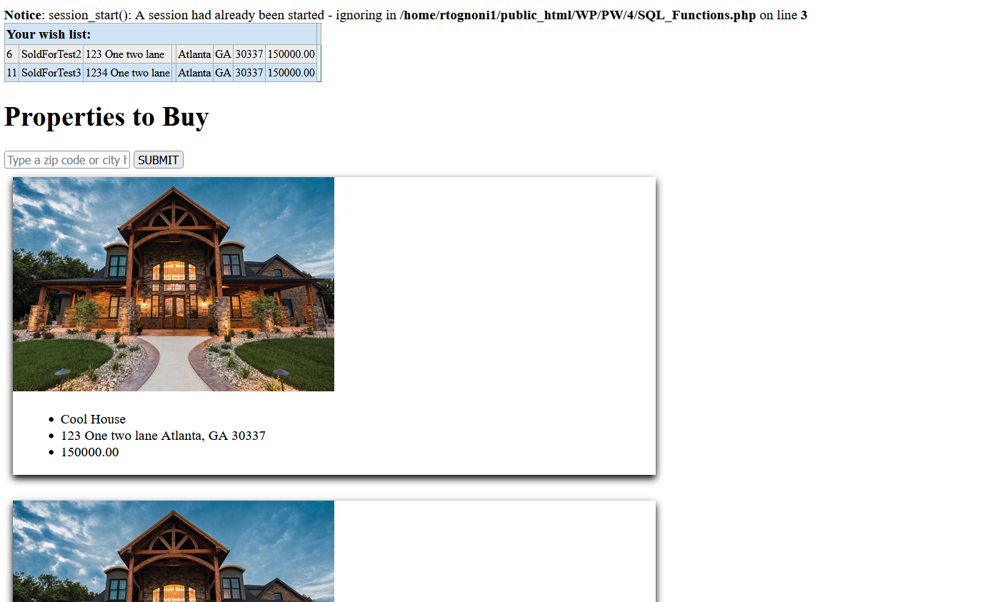 Notice: session_start(): A session had already been started - ignoring in /home/rtognoni1/public_html/WP/PW/4/SQL_Functions.php on line 3
Your wish list:
6 SoldForTest2 123 One two lane Atlanta GA 30337 150000.00
11 SoldForTest3 1234 One two lane Atlanta GA 30337 150000.00
Properties to Buy
Type a zip code or city h SUBMIT
Cool House
123 One two lane Atlanta, GA 30337
150000.00